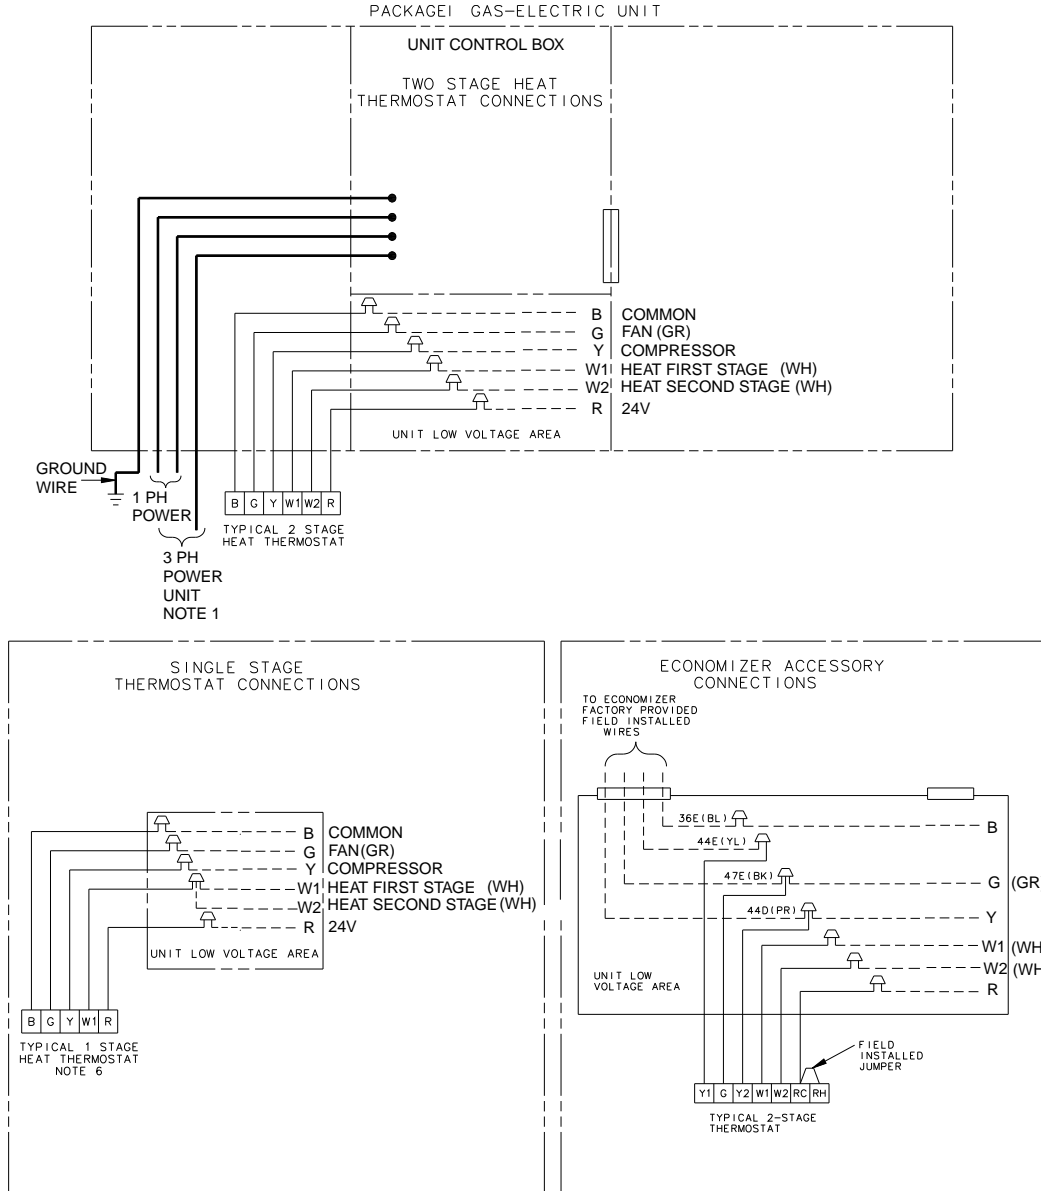 PACKAGEI GAS-ELECTRIC UNIT
UNIT CONTROL BOX
TWO STAGE HEAT
THERMOSTAT CONNECTIONS
B COMMON
G FAN (GR)
Y COMPRESSOR
W1 HEAT FIRST STAGE (WH)
W2 HEAT SECOND STAGE (WH)
R 24V
UNIT LOW VOLTAGE AREA
GROUND
WIRE
1 PH
POWER
3 PH
POWER
UNIT
NOTE 1
B G Y W1 W2 R
TYPICAL 2 STAGE
HEAT THERMOSTAT
SINGLE STAGE
THERMOSTAT CONNECTIONS
B COMMON
G FAN(GR)
Y COMPRESSOR
W1 HEAT FIRST STAGE (WH)
W2 HEAT SECOND STAGE (WH)
R 24V
UNIT LOW VOLTAGE AREA
B G Y W1 R
TYPICAL 1 STAGE
HEAT THERMOSTAT
NOTE 6
ECONOMIZER ACCESSORY
CONNECTIONS
TO ECONOMIZER
FACTORY PROVIDED
FIELD INSTALLED
WIRES
36E(BL)
B
44E(YL)
47E(BK)
G (GR
44D(PR)
Y
W1 (WH
W2 (WH
R
UNIT LOW
VOLTAGE AREA
FIELD
INSTALLED
JUMPER
Y1 G Y2 W1 W2 RC RH
TYPICAL 2-STAGE
THERMOSTAT